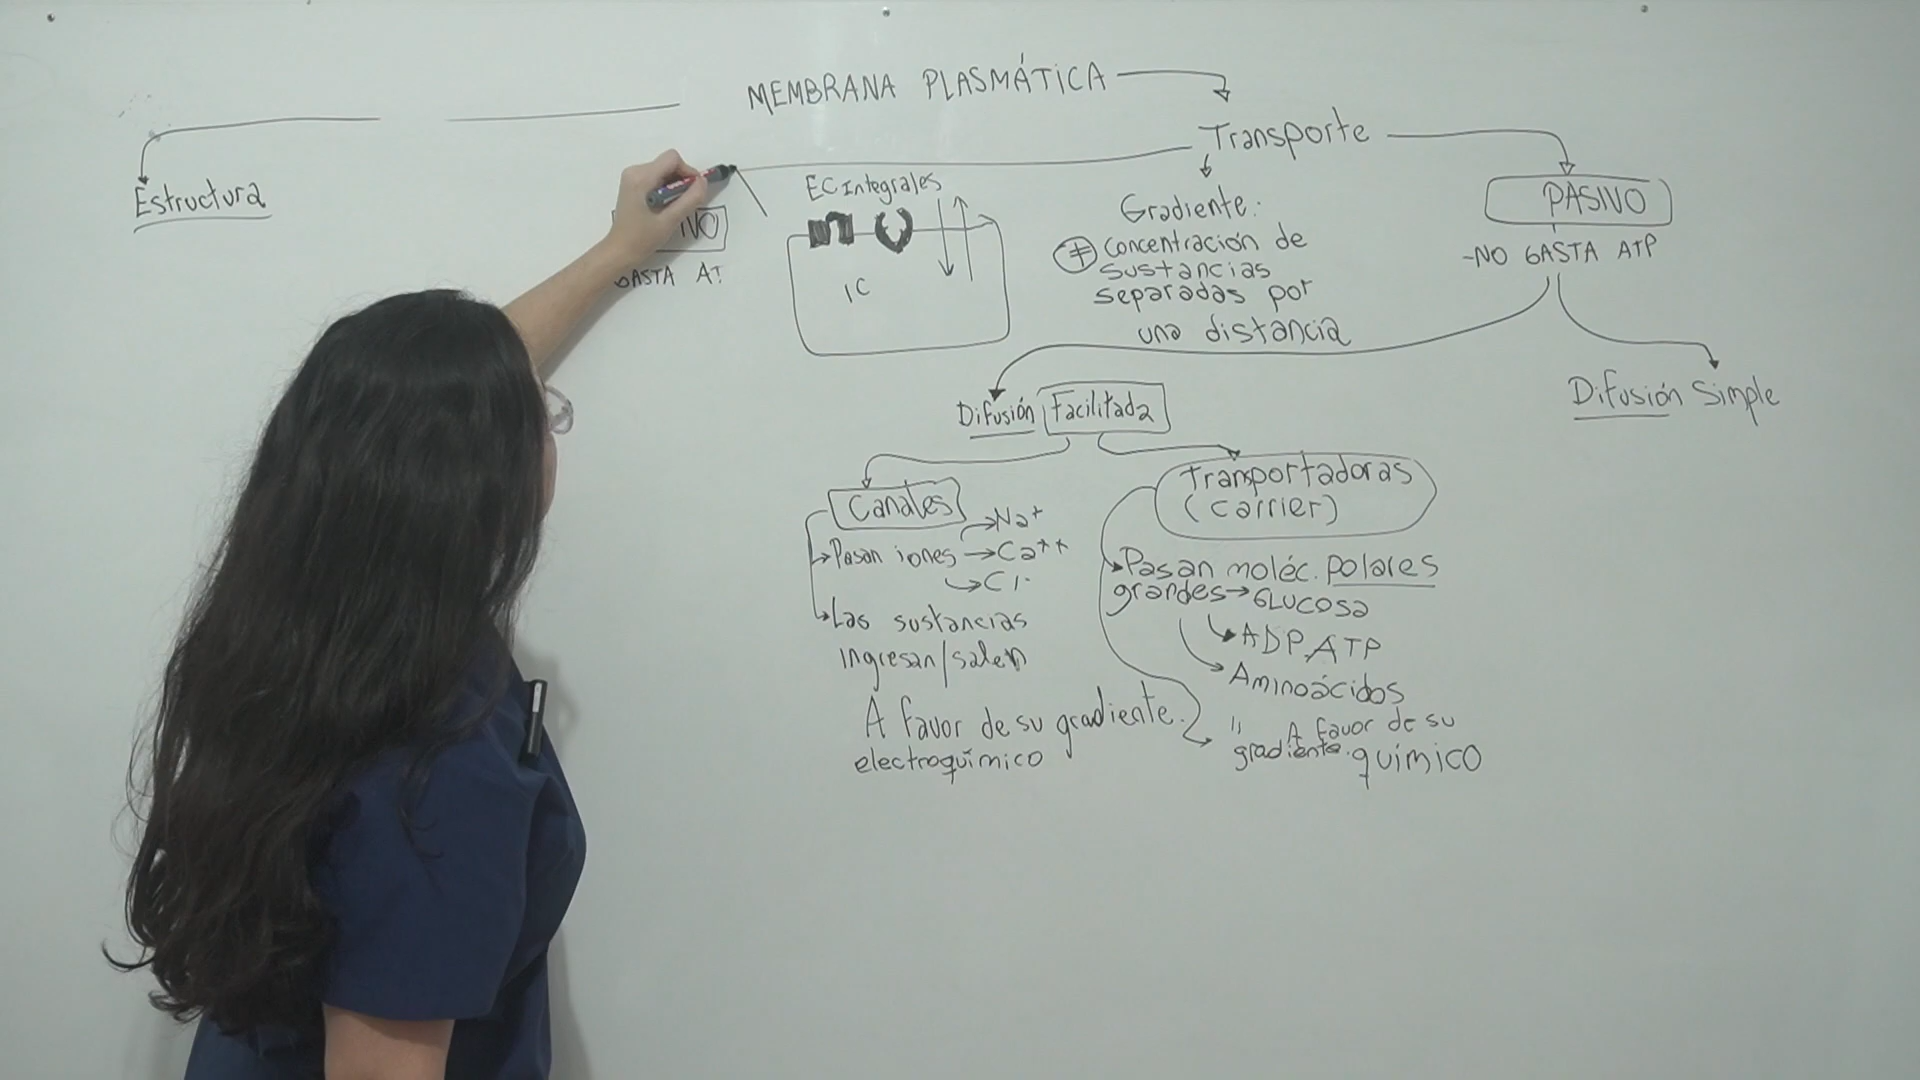 MEMBRANA PLASMÁTICA
Transporte
Estructura
EC Integrales
IC
GASTA AT
Gradiente:
≠ concentración de
sustancias
separadas por
una distancia
PASIVO
-NO GASTA ATP
Difusión Facilitada
Difusión Simple
Canales
Pasan iones → Na+
→ Ca++
→ Cl-
Las sustancias
ingresan/salen
A favor de su gradiente.
electroquímico
Transportadoras
(carrier)
Pasan moléc. polares
grandes → GLUCOSA
ADP, ATP
Aminoácidos
" A favor de su
gradiente. químico